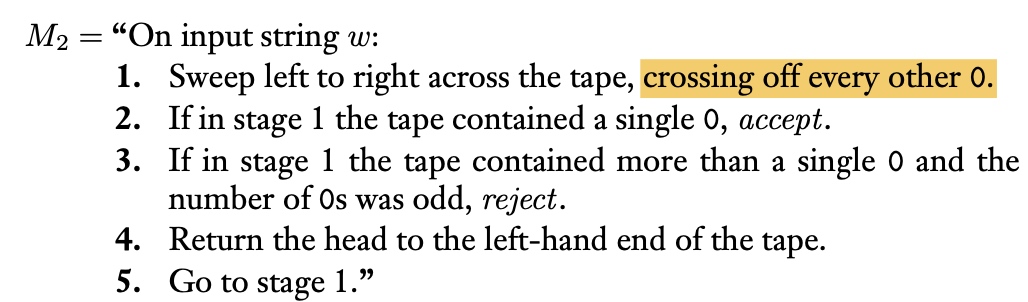 M₂ = “On input string w:
1. Sweep left to right across the tape, crossing off every other 0.
2. If in stage 1 the tape contained a single 0, accept.
3. If in stage 1 the tape contained more than a single 0 and the
number of 0s was odd, reject.
4. Return the head to the left-hand end of the tape.
5. Go to stage 1.”